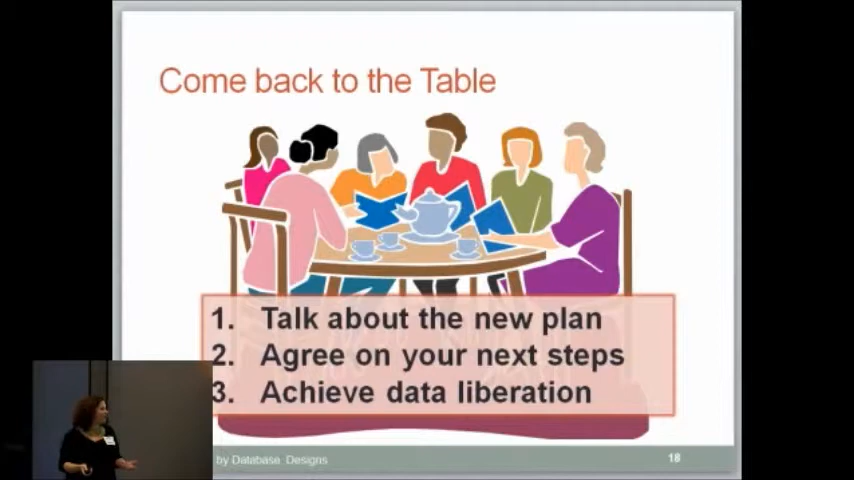 Come back to the Table
1. Talk about the new plan
2. Agree on your next steps
3. Achieve data liberation
by Database Designs
18